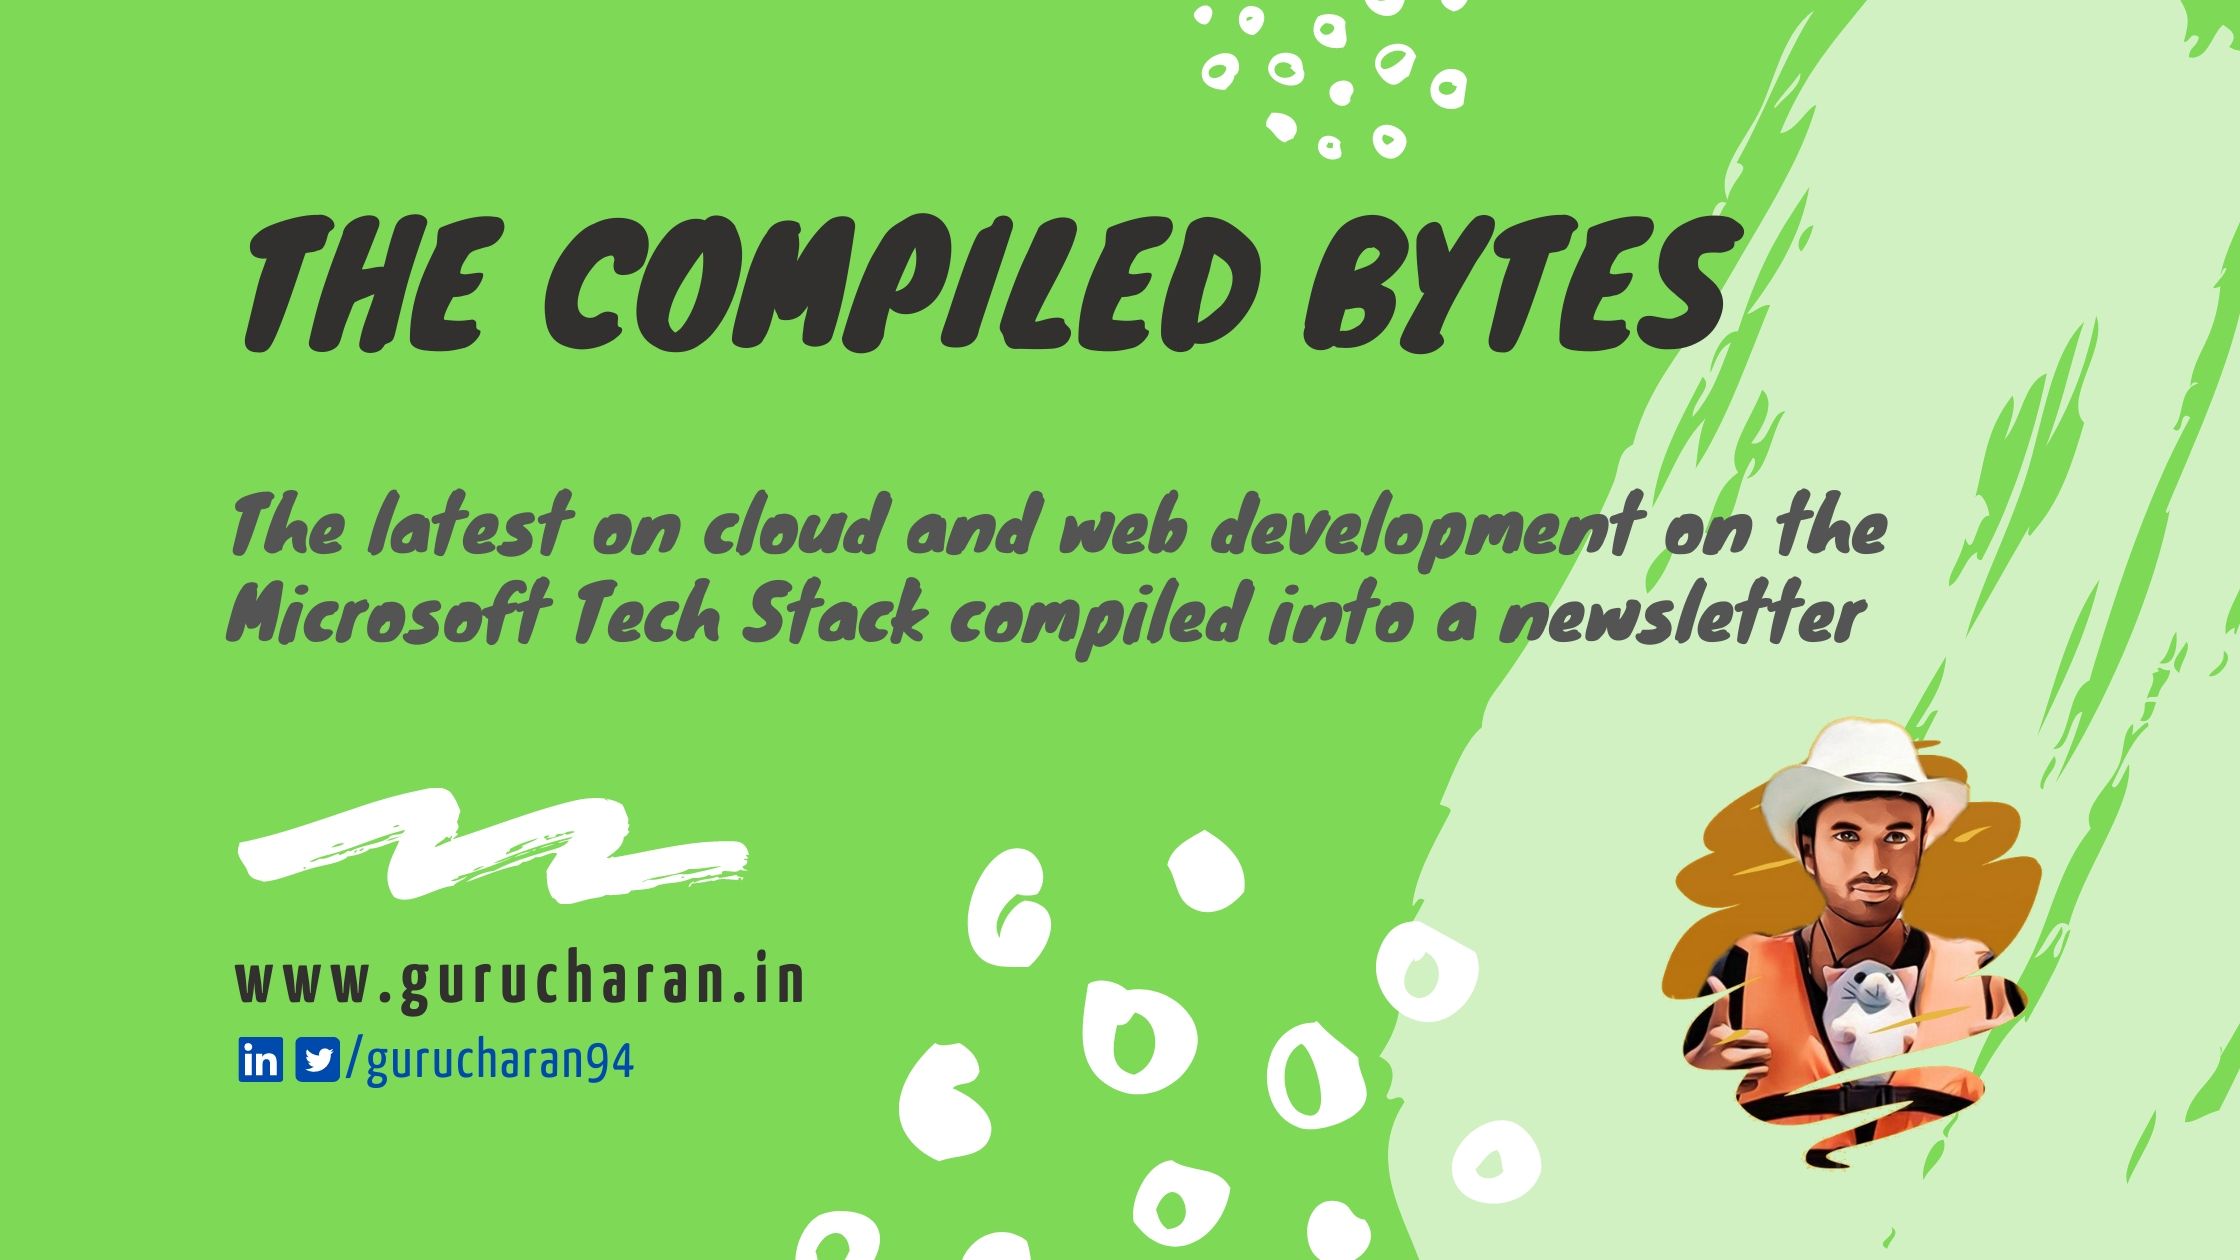 THE COMPILED BYTES
The latest on cloud and web development on the
Microsoft Tech Stack compiled into a newsletter
www.gurucharan.in
in /gurucharan94